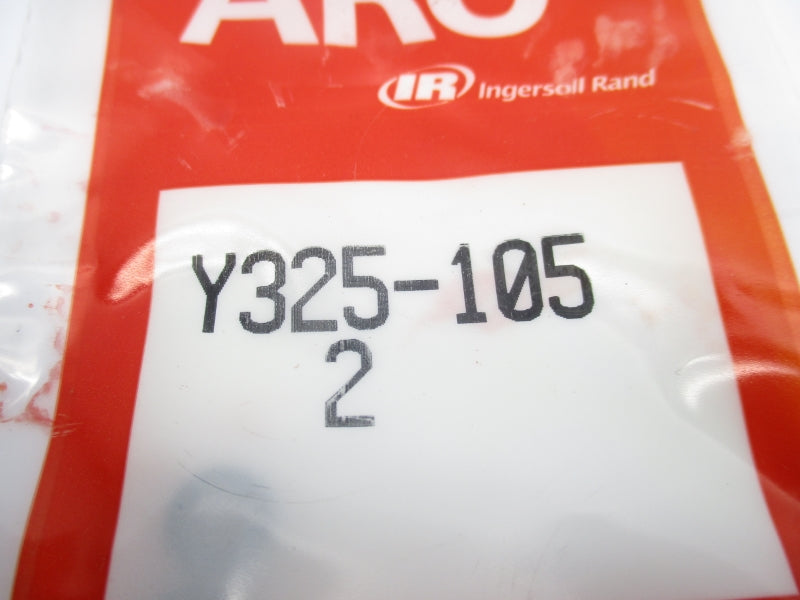 ARO
IR Ingersoll Rand
Y325-105
2